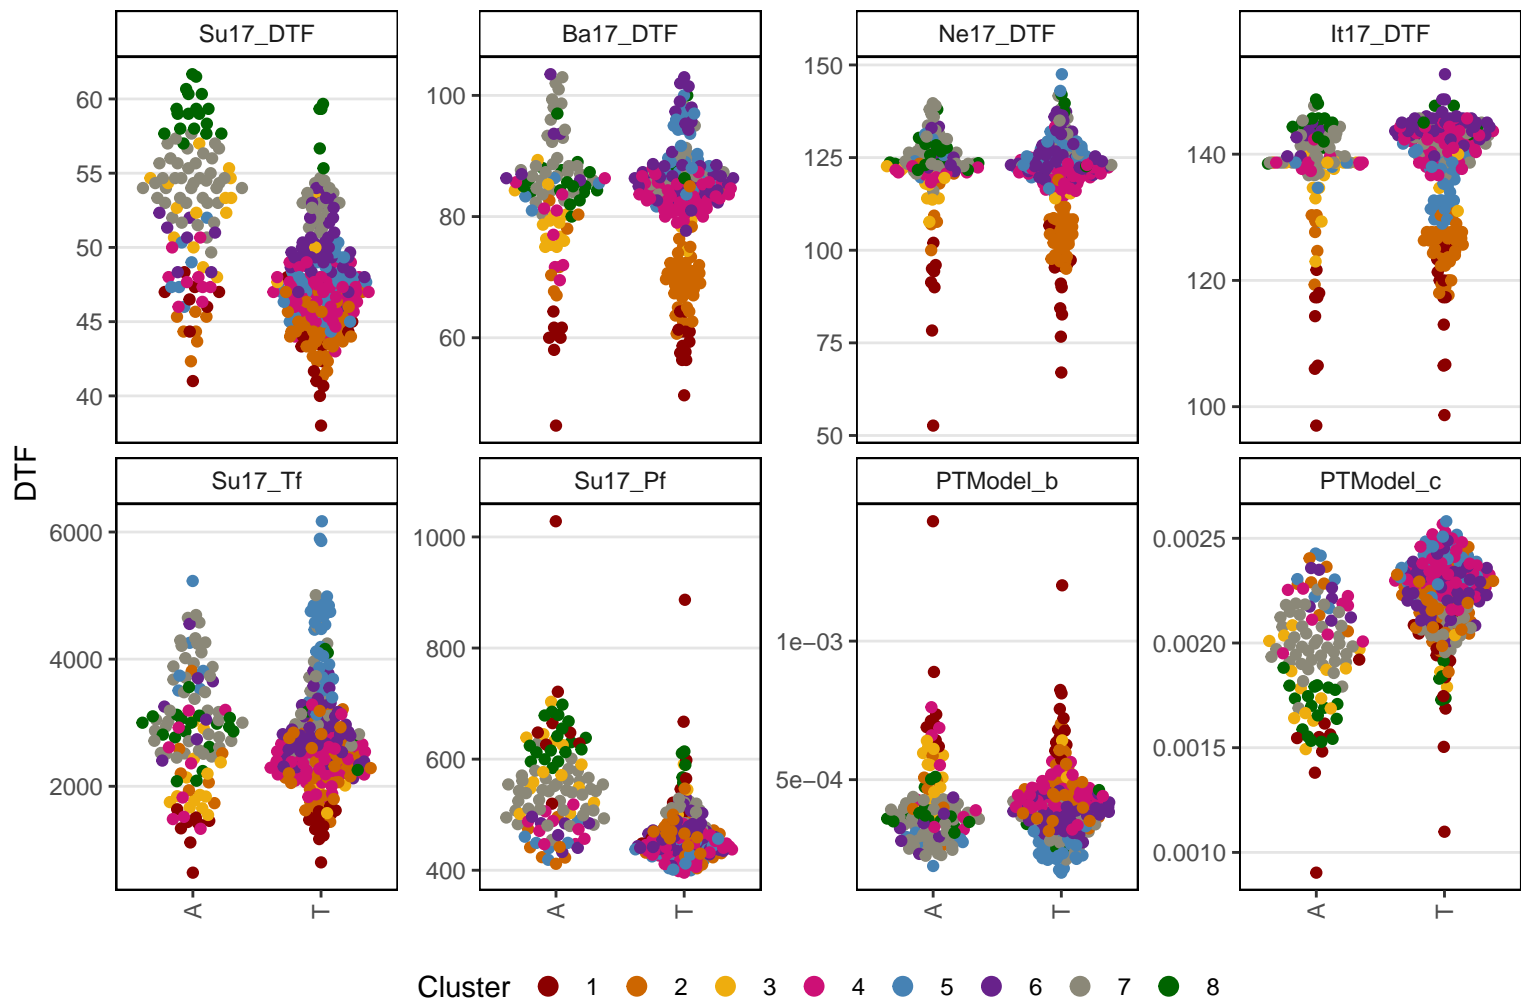 Su17_DTF
Ba17_DTF
Ne17_DTF
It17_DTF
60
55
50
45
40
100
80
60
150
125
100
75
50
140
120
100
DTF
Su17_Tf
Su17_Pf
PTModel_b
PTModel_c
6000
4000
2000
1000
800
600
400
1e−03
5e−04
0.0025
0.0020
0.0015
0.0010
A
T
A
T
A
T
A
T
Cluster 1 2 3 4 5 6 7 8